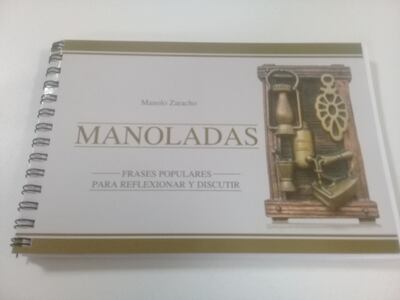 Manolo Zaracho
MANOLADAS
FRASES POPULARES
PARA REFLEXIONAR Y DISCUTIR